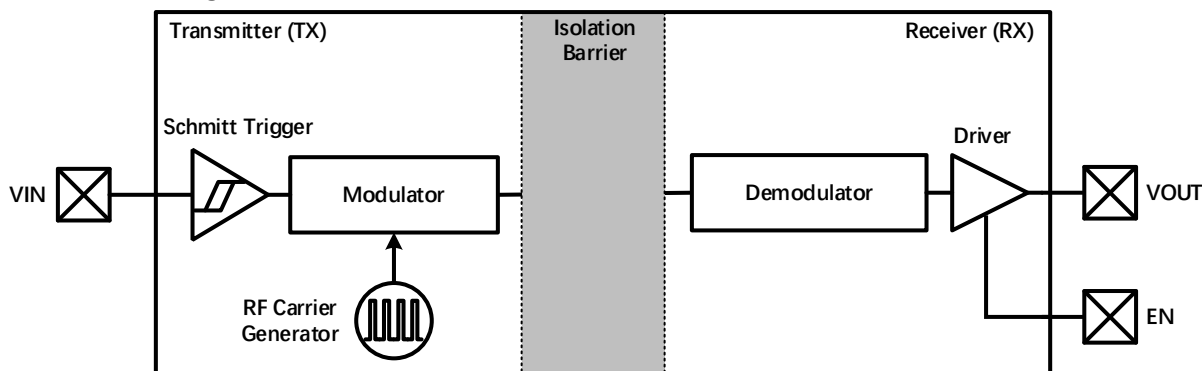 Transmitter (TX)
Isolation
Barrier
Receiver (RX)
Schmitt Trigger
Driver
VIN
Modulator
Demodulator
VOUT
RF Carrier
Generator
EN